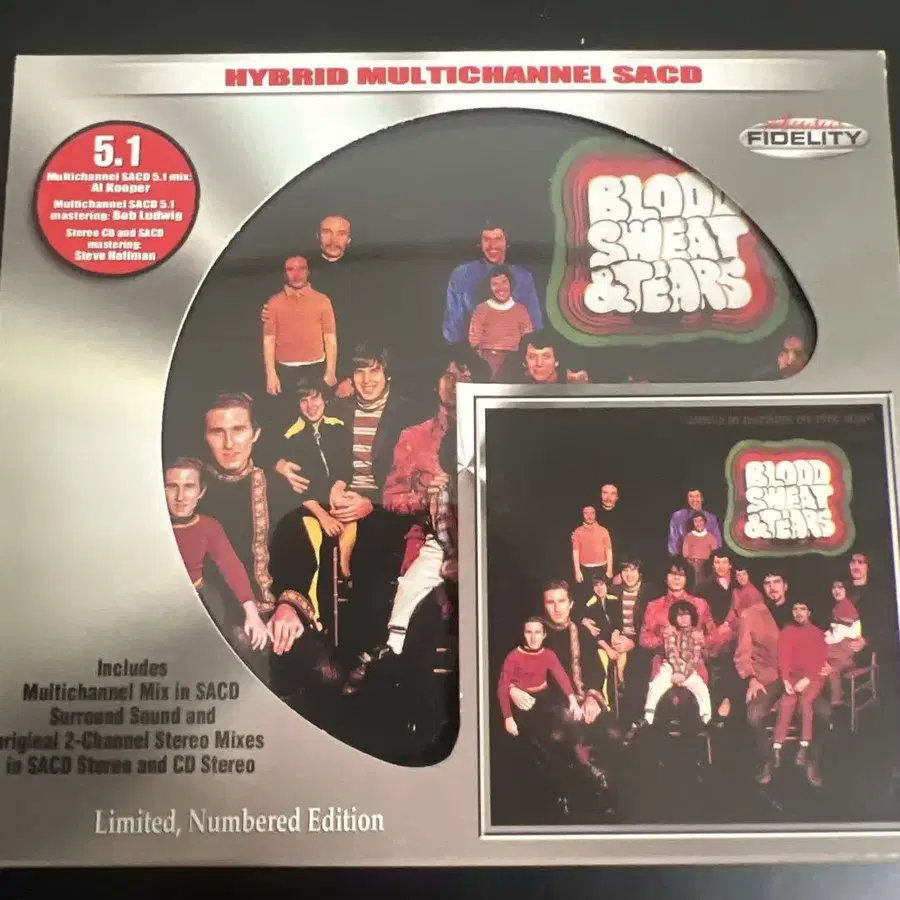 HYBRID MULTICHANNEL SACD
5.1
Multichannel SACD 5.1 mix:
Al Kooper
Multichannel SACD 5.1
mastering: Bob Ludwig
Stereo CD and SACD
mastering:
Steve Hoffman
FIDELITY
BLOOD
SWEAT
& TEARS
BLOOD
SWEAT
& TEARS
Includes
Multichannel Mix in SACD
Surround Sound and
original 2-Channel Stereo Mixes
in SACD Stereo and CD Stereo
Limited, Numbered Edition